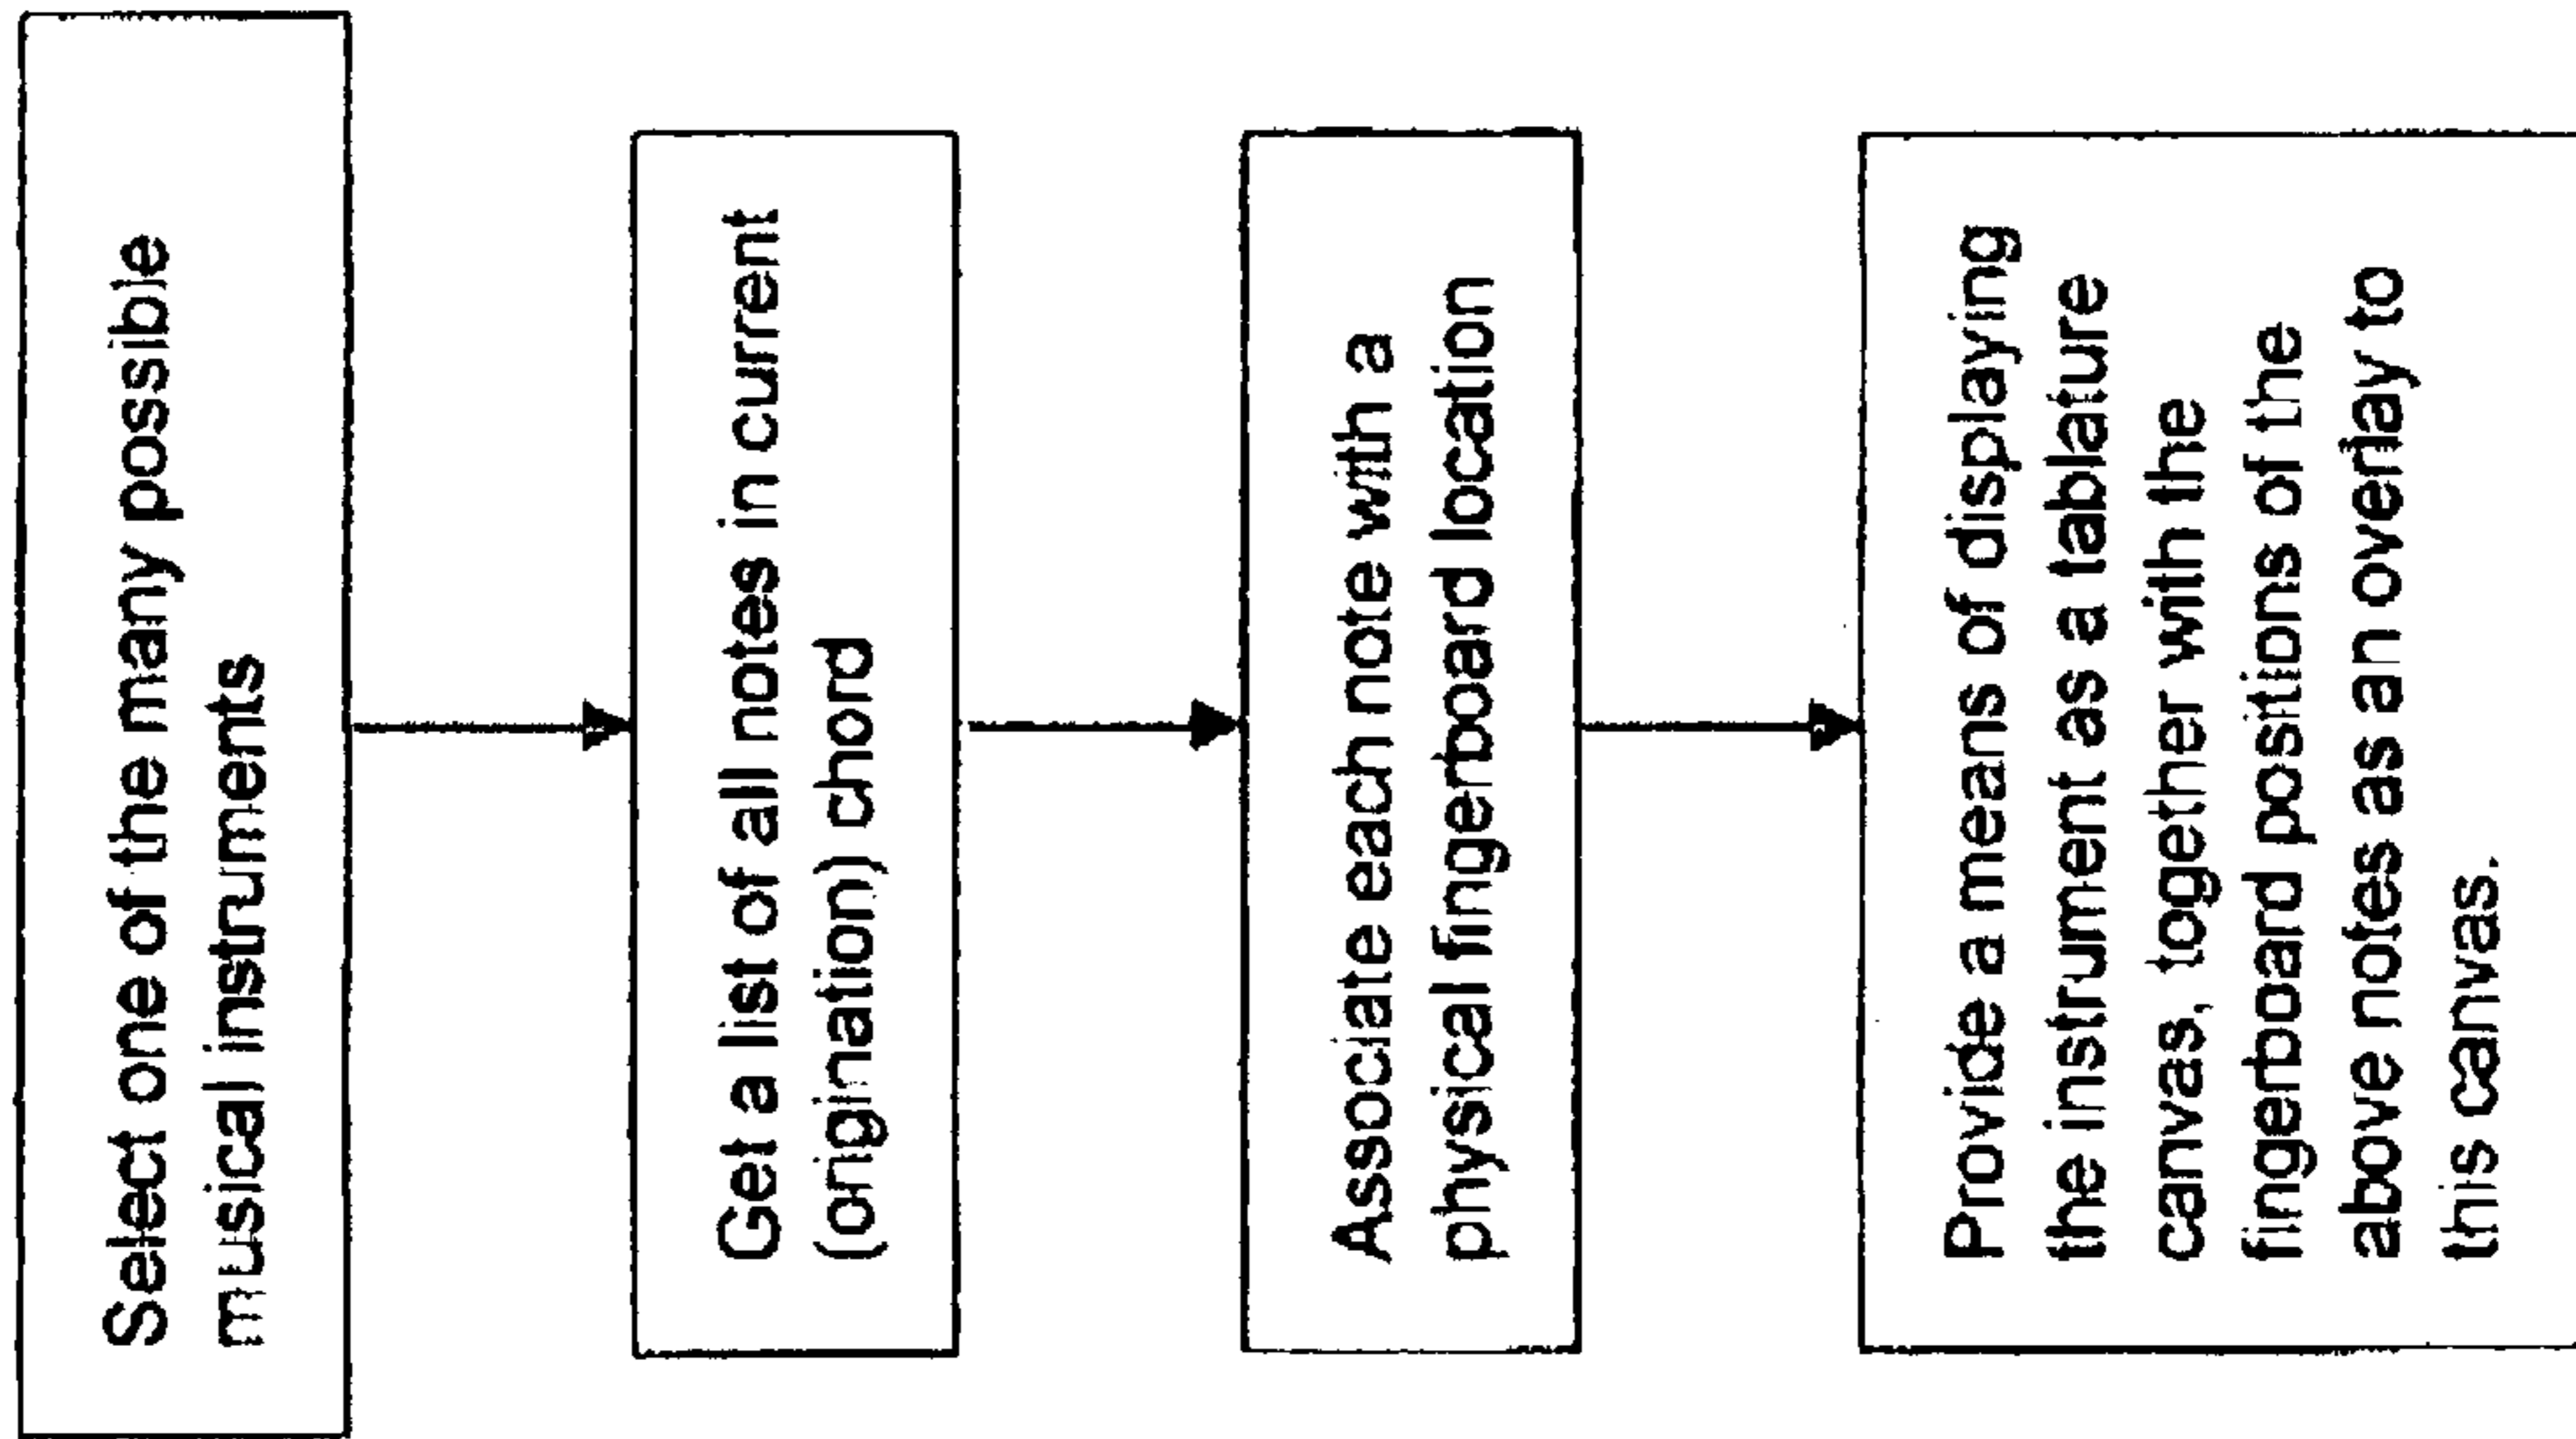 Select one of the many possible
musical instruments
Get a list of all notes in current
(origination) chord
Associate each note with a
physical fingerboard location
Provide a means of displaying
the instrument as a tablature
canvas, together with the
fingerboard positions of the
above notes as an overlay to
this canvas.